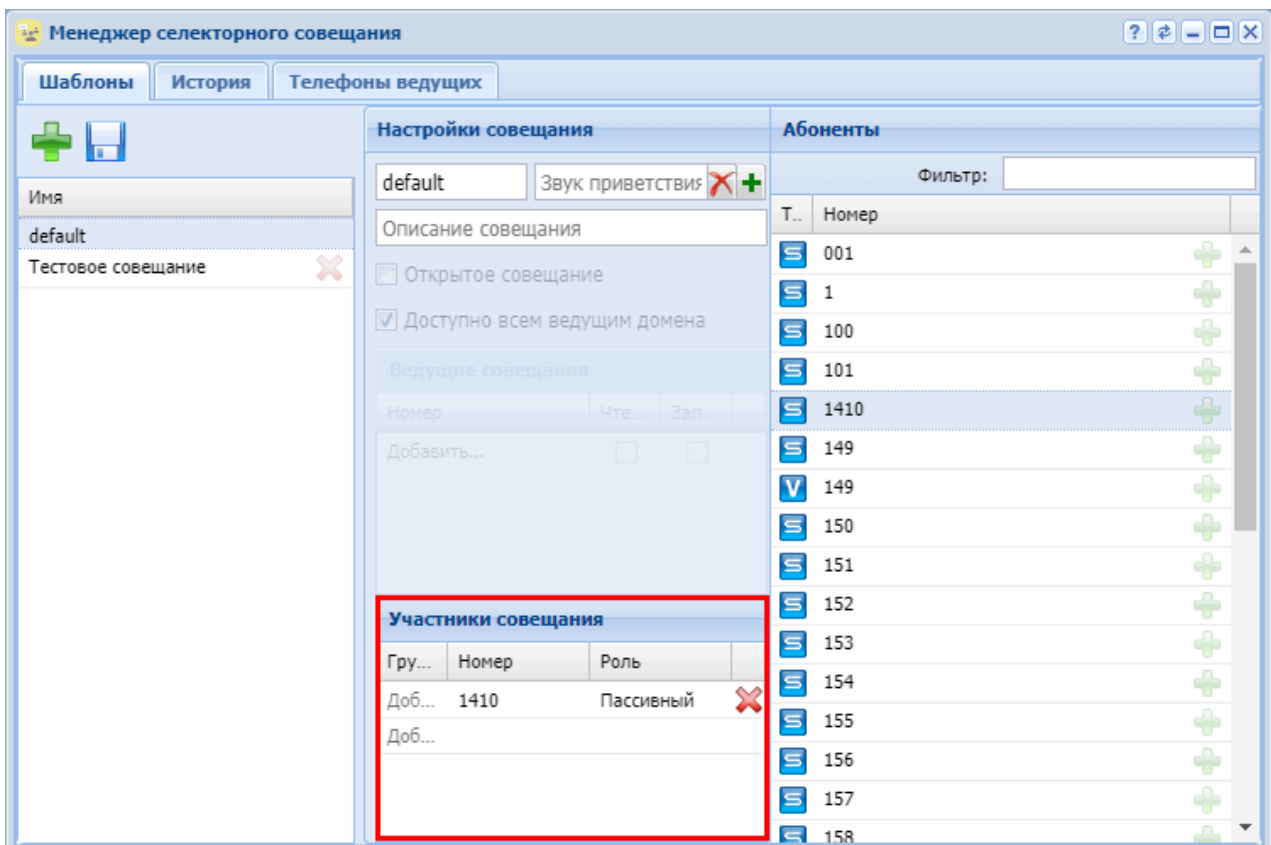 Менеджер селекторного совещания
Шаблоны
История
Телефоны ведущих
Имя
default
Тестовое совещание
Настройки совещания
default
Звук приветствия
Описание совещания
Открытое совещание
Доступно всем ведущим домена
Ведущие совещания
Номер Чте... Зап...
Добавить...
Участники совещания
Гру... Номер Роль
Доб... 1410 Пассивный
Доб...
Абоненты
Фильтр:
Т.. Номер
S 001
S 1
S 100
S 101
S 1410
S 149
V 149
S 150
S 151
S 152
S 153
S 154
S 155
S 156
S 157
S 158